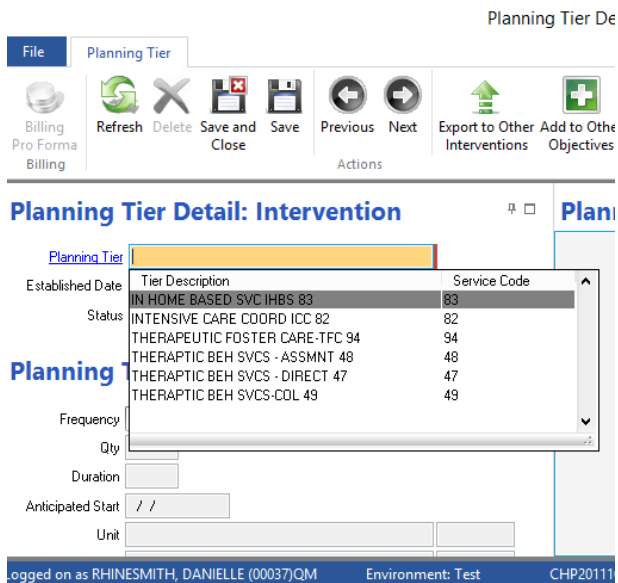 Planning Tier De
File
Planning Tier
Billing Pro Forma
Refresh
Delete
Save and Close
Save
Previous
Next
Export to Other Interventions
Add to Othe
Objectives
Billing
Actions
Planning Tier Detail: Intervention
Plan
Planning Tier
Established Date
Status
Tier Description Service Code
IN HOME BASED SVC IHBS 83 83
INTENSIVE CARE COORD ICC 82 82
THERAPEUTIC FOSTER CARE-TFC 94 94
THERAPTIC BEH SVCS - ASSMNT 48 48
THERAPTIC BEH SVCS - DIRECT 47 47
THERAPTIC BEH SVCS-COL 49 49
Planning
Frequency
Qty
Duration
Anticipated Start / /
Unit
Logged on as RHINESMITH, DANIELLE (00037)QM Environment: Test CHP20111